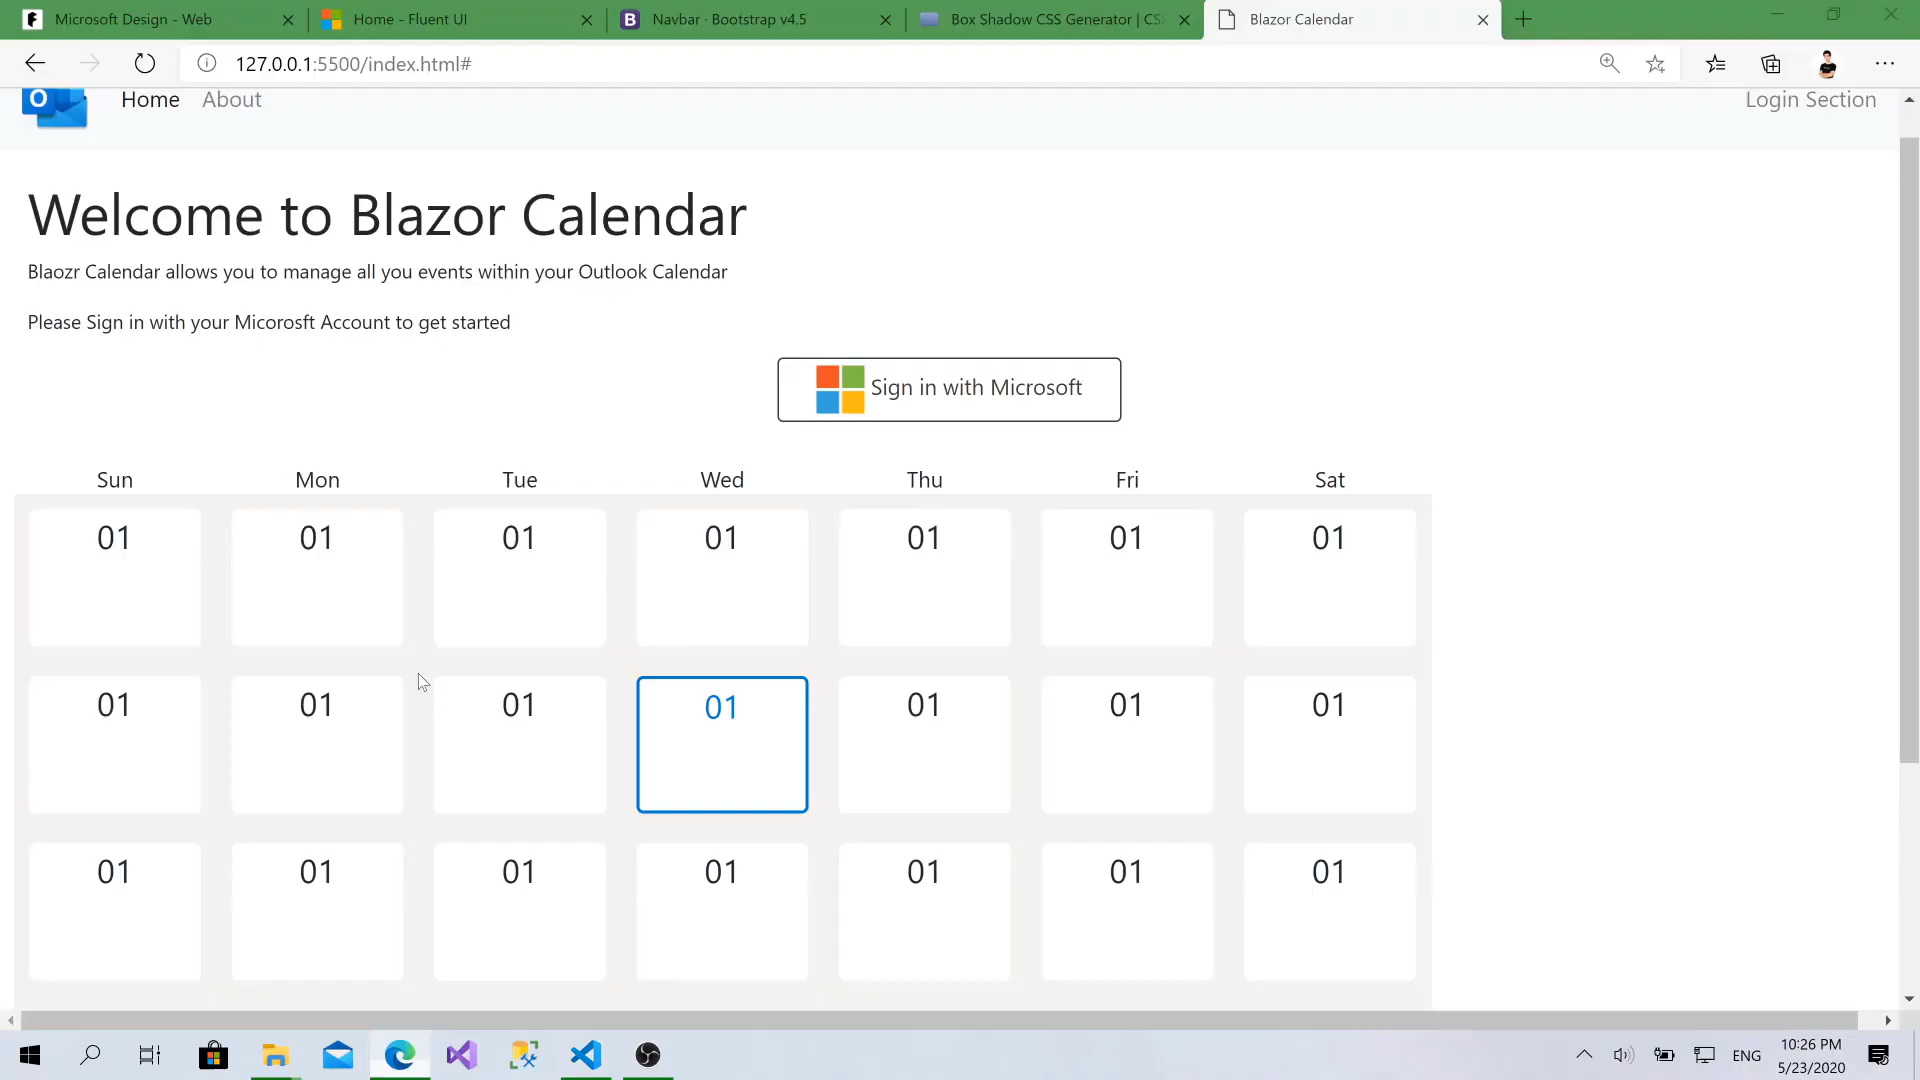 Microsoft Design - Web
Home - Fluent UI
B
Navbar · Bootstrap v4.5
Box Shadow CSS Generator | CSS
Blazor Calendar
127.0.0.1:5500/index.html#
O
Home
About
Login Section
Welcome to Blazor Calendar
Blaozr Calendar allows you to manage all you events within your Outlook Calendar
Please Sign in with your Micorosft Account to get started
Sign in with Microsoft
Sun Mon Tue Wed Thu Fri Sat
01 01 01 01 01 01 01
01 01 01 01 01 01 01
01 01 01 01 01 01 01
ENG
10:26 PM
5/23/2020